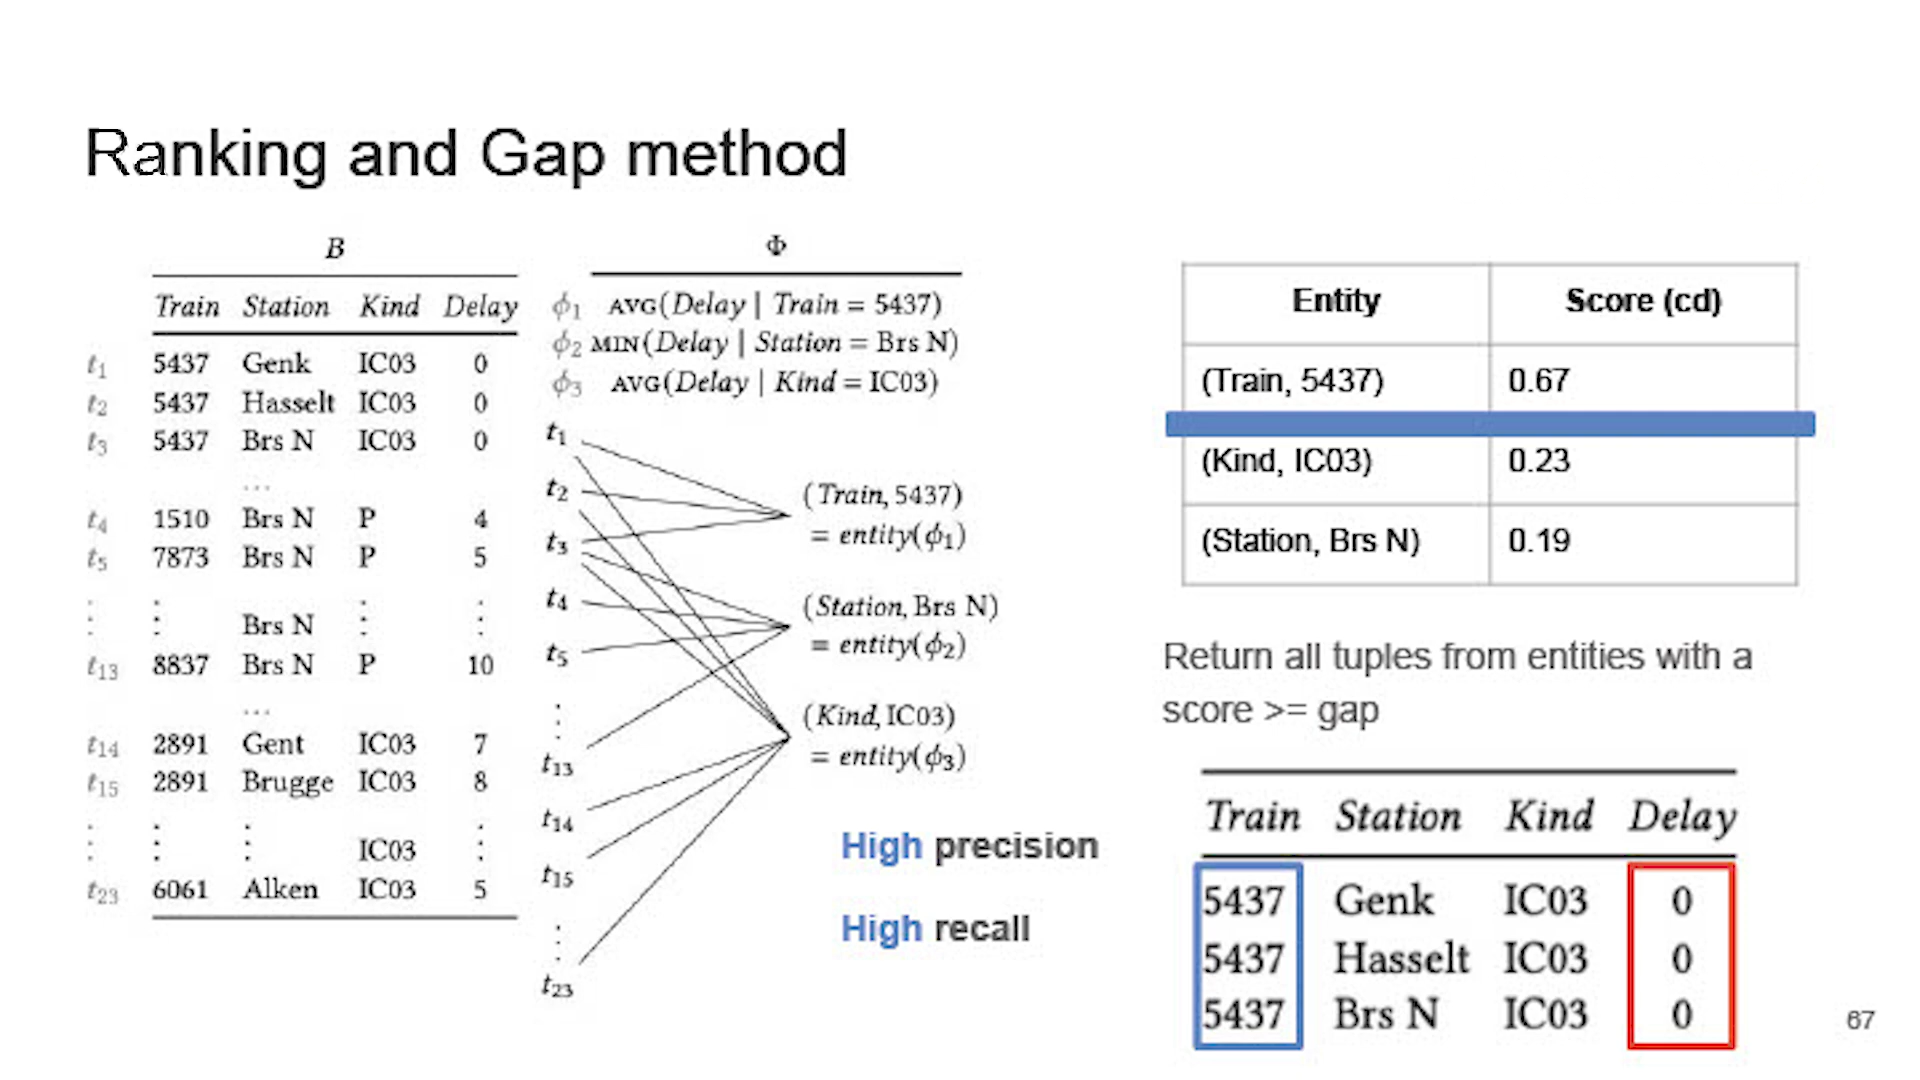 Ranking and Gap method
B
Train Station Kind Delay
t1 5437 Genk IC03 0
t2 5437 Hasselt IC03 0
t3 5437 Brs N IC03 0
...
t4 1510 Brs N P 4
t5 7873 Brs N P 5
⋮ ⋮ Brs N ⋮ ⋮
t13 8837 Brs N P 10
...
t14 2891 Gent IC03 7
t15 2891 Brugge IC03 8
⋮ ⋮ ⋮ IC03 ⋮
t23 6061 Alken IC03 5
Φ
ϕ1 AVG(Delay | Train = 5437)
ϕ2 MIN(Delay | Station = Brs N)
ϕ3 AVG(Delay | Kind = IC03)
t1
t2
t3
t4
t5
⋮
t13
t14
t15
⋮
t23
(Train, 5437)
= entity(ϕ1)
(Station, Brs N)
= entity(ϕ2)
(Kind, IC03)
= entity(ϕ3)
High precision
High recall
Entity Score (cd)
(Train, 5437) 0.67
(Kind, IC03) 0.23
(Station, Brs N) 0.19
Return all tuples from entities with a
score >= gap
Train Station Kind Delay
5437 Genk IC03 0
5437 Hasselt IC03 0
5437 Brs N IC03 0
67